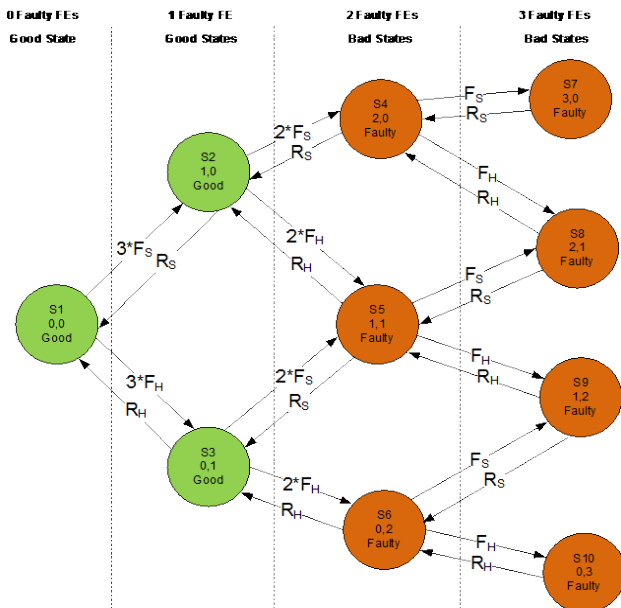 0 Faulty FEs
Good State
1 Faulty FE
Good States
2 Faulty FEs
Bad States
3 Faulty FEs
Bad States
S1
0,0
Good
3*FS
RS
3*FH
RH
S2
1,0
Good
2*FS
RS
2*FH
RH
S3
0,1
Good
2*FS
RS
2*FH
RH
S4
2,0
Faulty
FS
RS
FH
RH
S5
1,1
Faulty
FS
RS
FH
RH
S6
0,2
Faulty
FS
RS
FH
RH
S7
3,0
Faulty
S8
2,1
Faulty
S9
1,2
Faulty
S10
0,3
Faulty